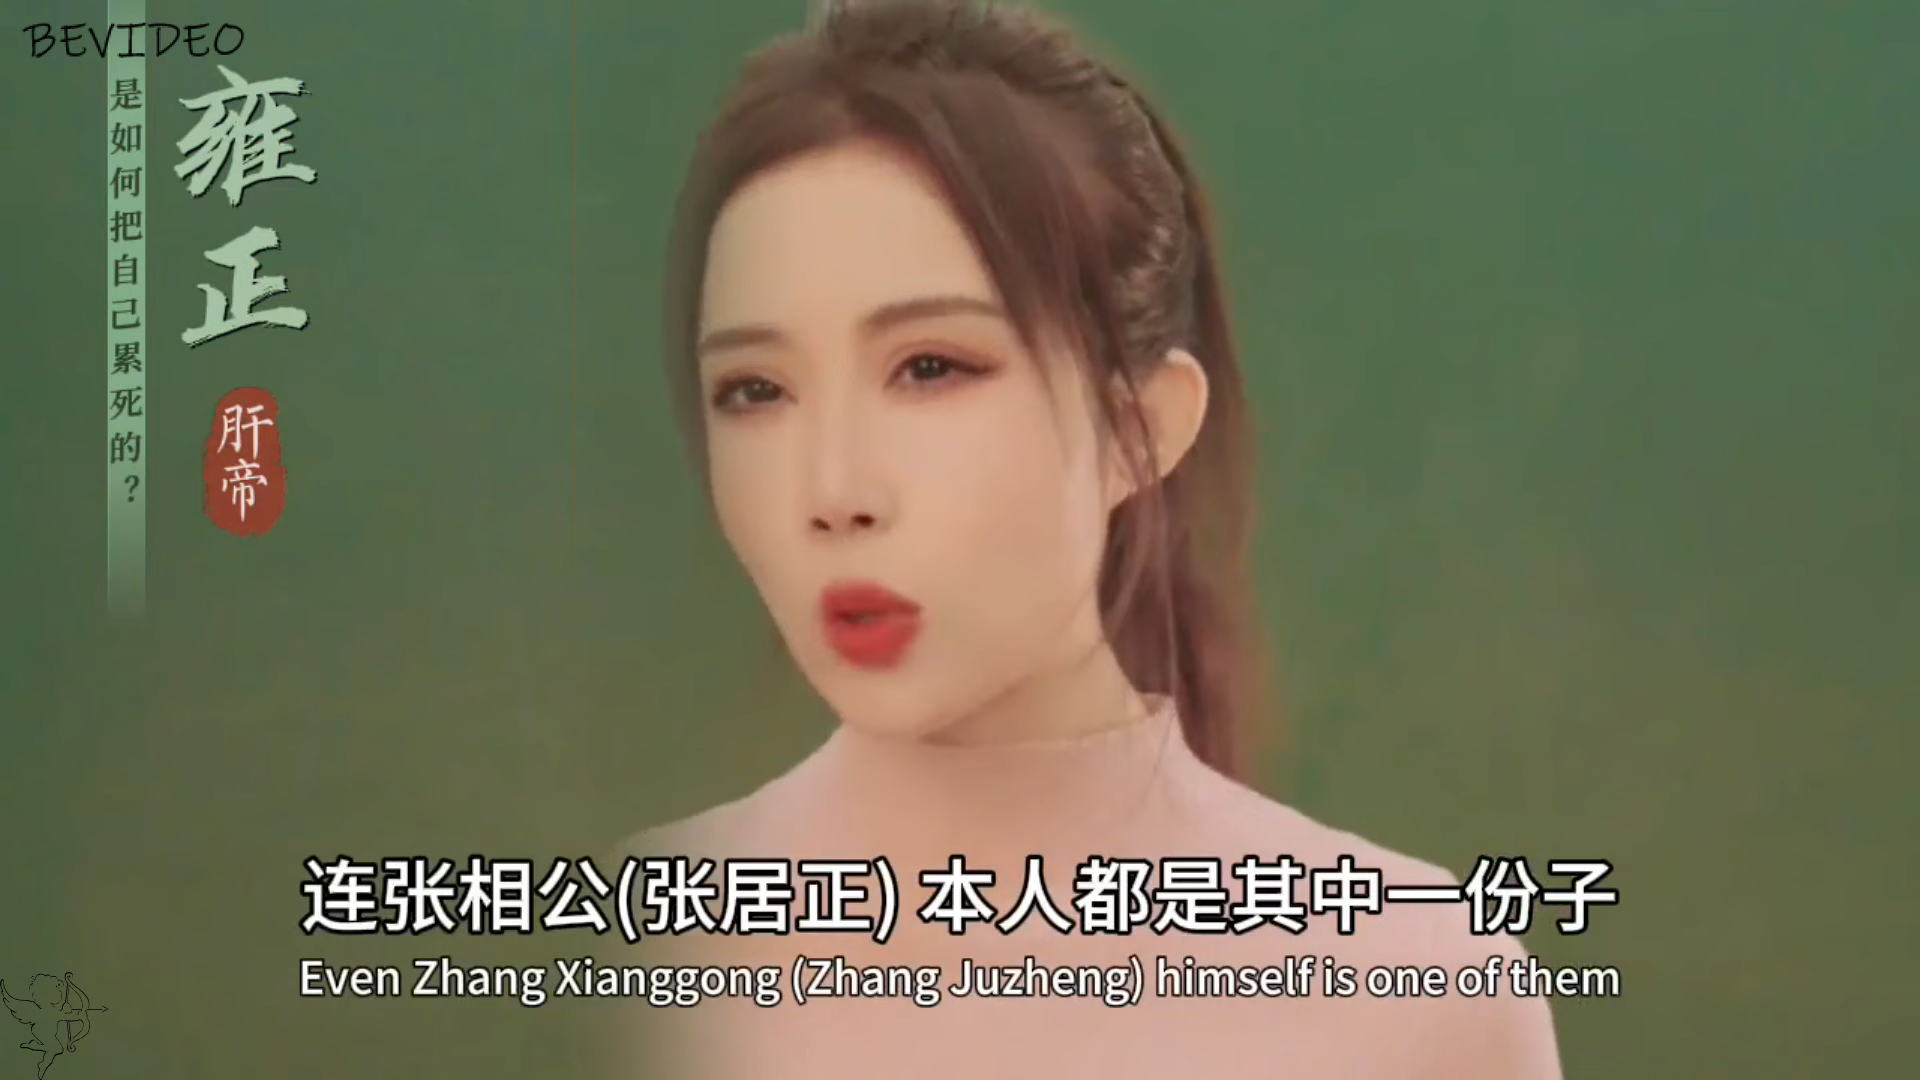 BEVIDEO
是如何把自己累死的？
雍正
肝帝
连张相公(张居正) 本人都是其中一份子
Even Zhang Xianggong (Zhang Juzheng) himself is one of them